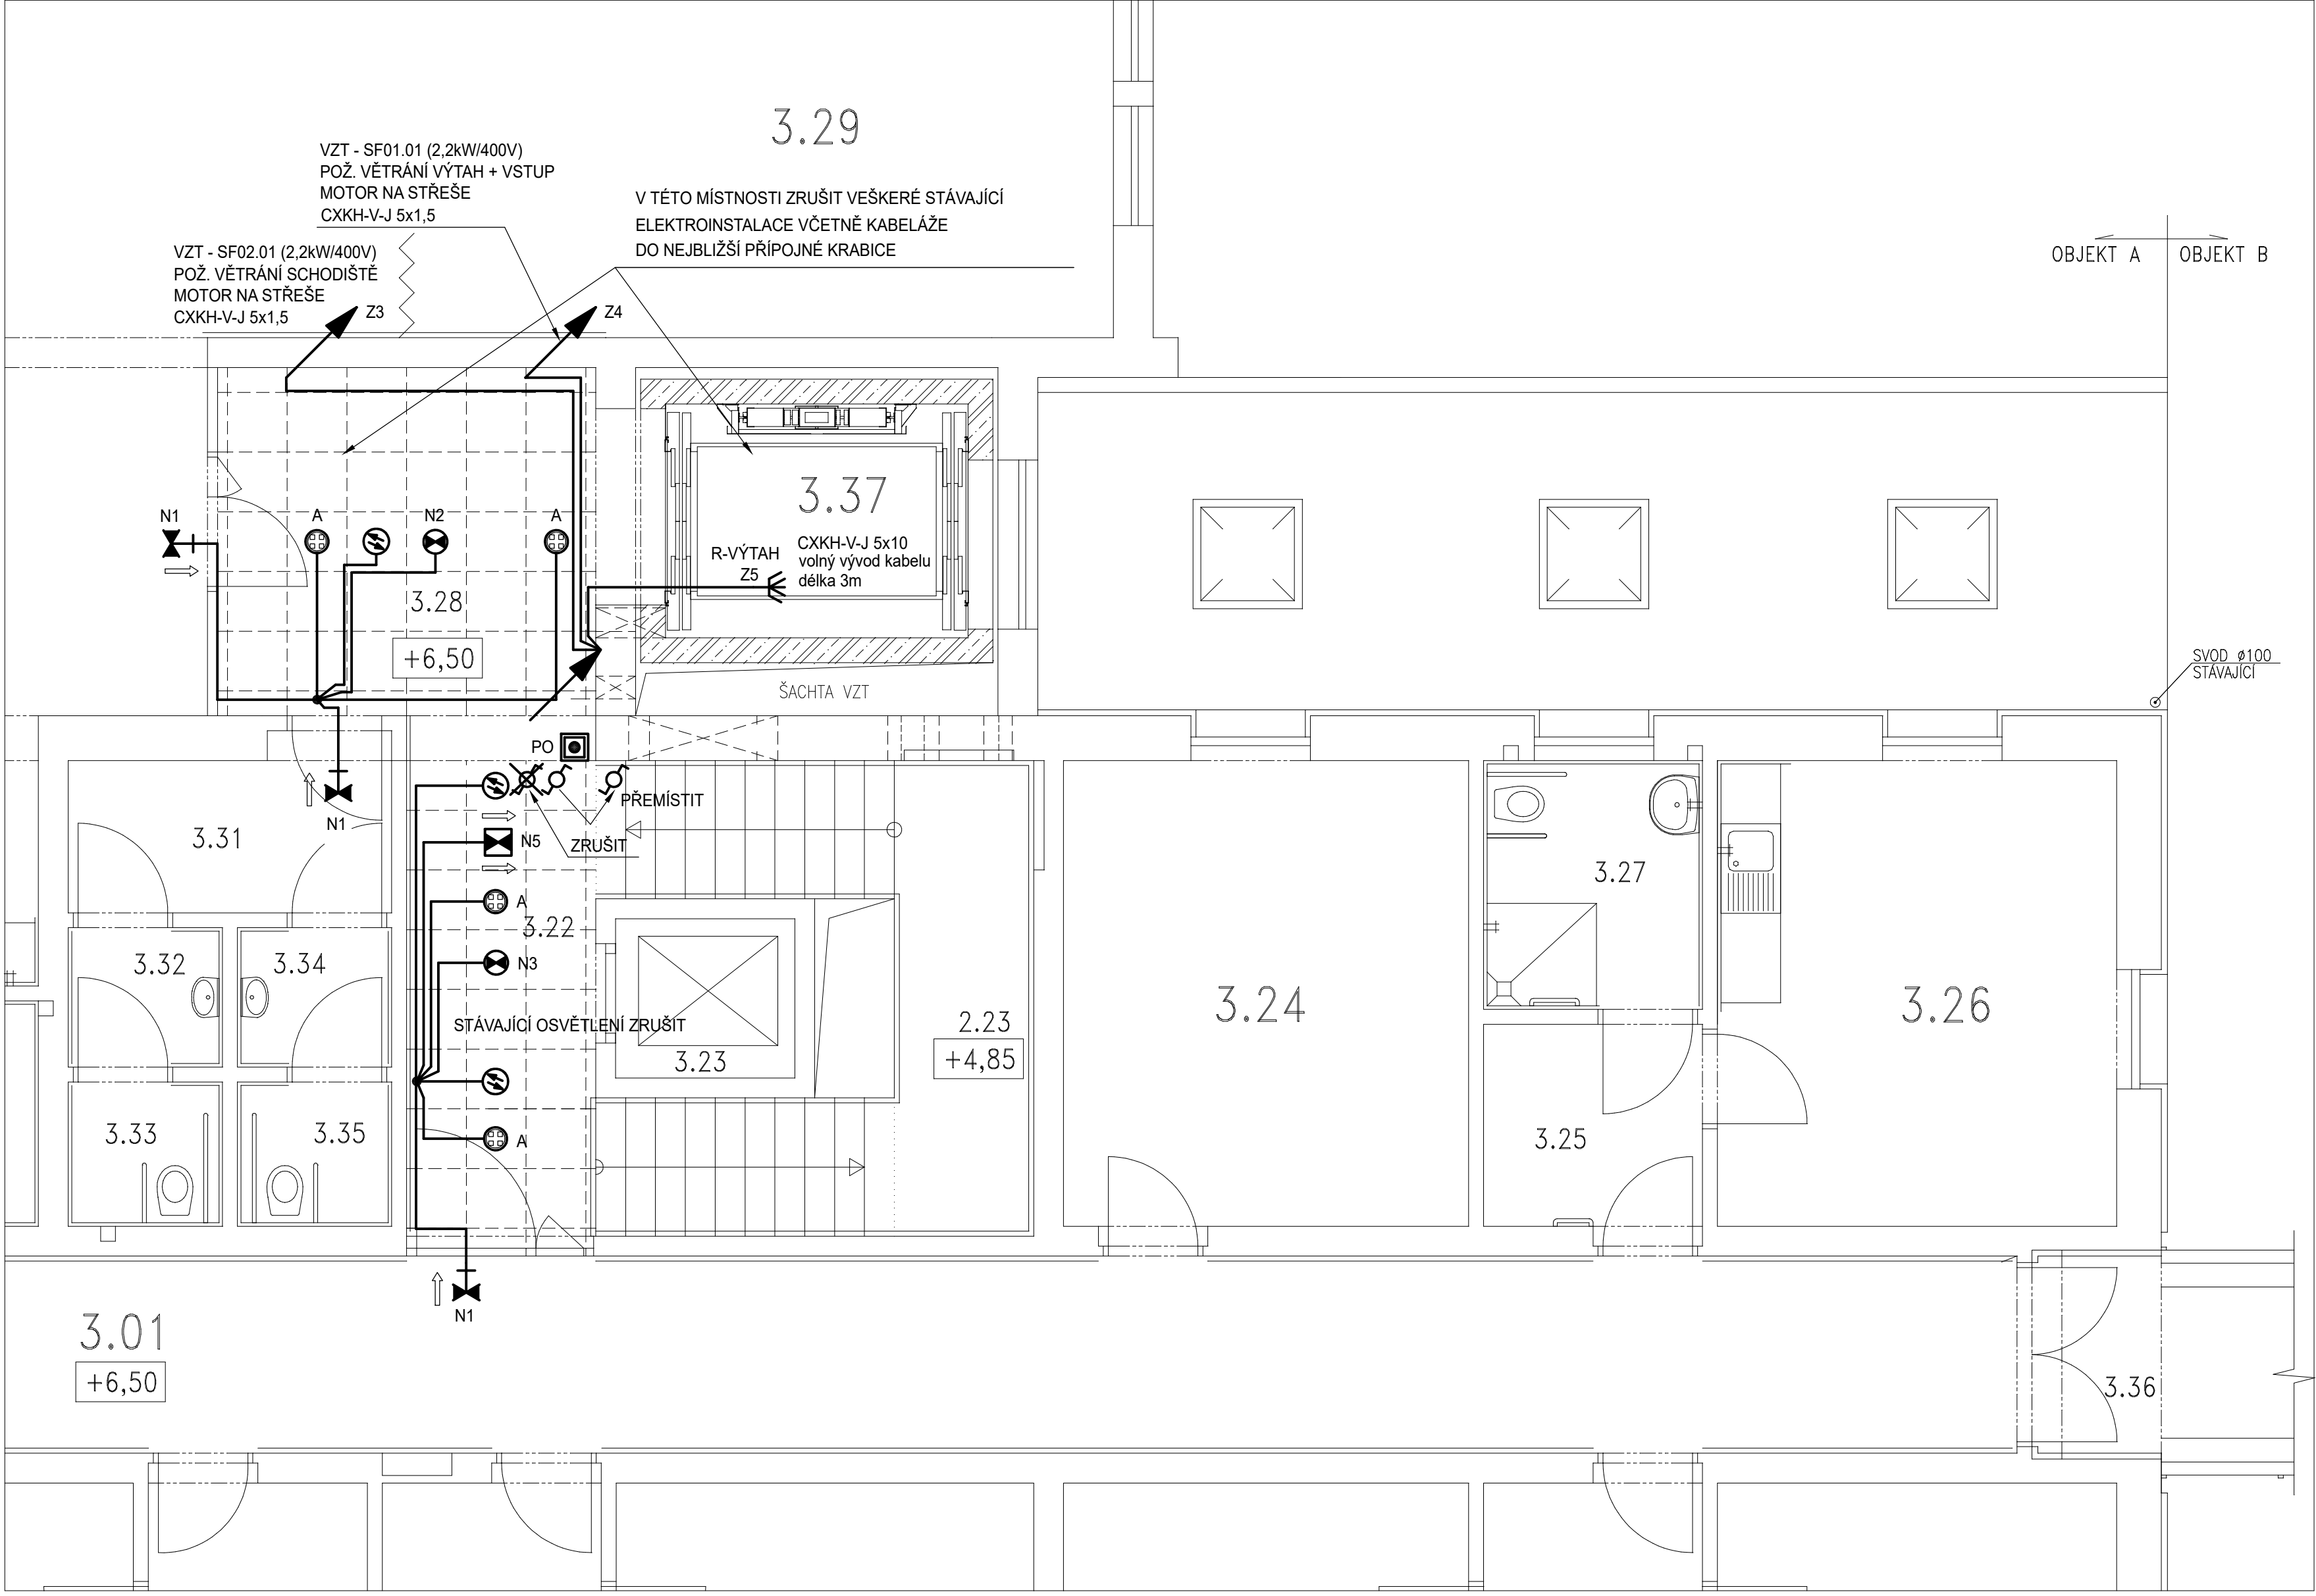 3.29
VZT - SF01.01 (2,2kW/400V)
POŽ. VĚTRÁNÍ VÝTAH + VSTUP
MOTOR NA STŘEŠE
CXKH-V-J 5x1,5
V TÉTO MÍSTNOSTI ZRUŠIT VEŠKERÉ STÁVAJÍCÍ
ELEKTROINSTALACE VČETNĚ KABELÁŽE
DO NEJBLIŽŠÍ PŘÍPOJNÉ KRABICE
VZT - SF02.01 (2,2kW/400V)
POŽ. VĚTRÁNÍ SCHODIŠTĚ
MOTOR NA STŘEŠE
CXKH-V-J 5x1,5
OBJEKT A
OBJEKT B
Z3
Z4
3.37
N1
A
N2
A
R-VÝTAH
Z5
CXKH-V-J 5x10
volný vývod kabelu
délka 3m
3.28
+6,50
ŠACHTA VZT
SVOD ø100
STÁVAJÍCÍ
PO
PŘEMÍSTIT
N1
3.31
N5
ZRUŠIT
3.27
A
3.22
3.32
3.34
N3
3.24
3.26
STÁVAJÍCÍ OSVĚTLENÍ ZRUŠIT
2.23
+4,85
3.23
3.33
3.35
A
3.25
N1
3.01
+6,50
3.36